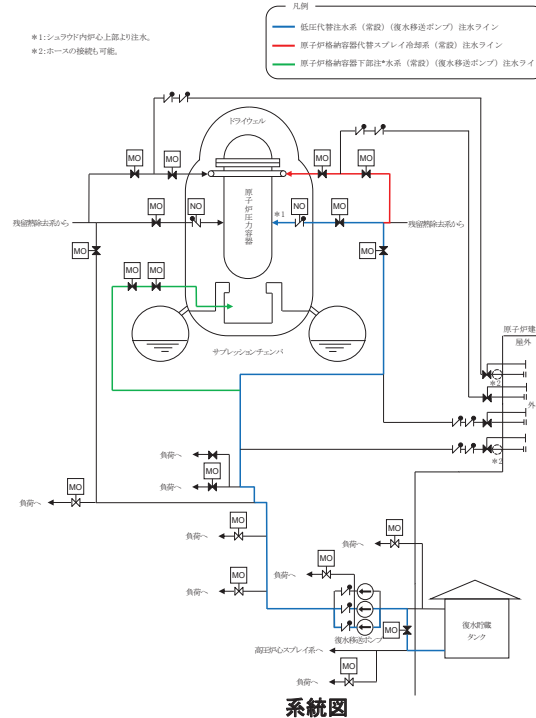 凡例
低圧代替注水系（常設）（復水移送ポンプ）注水ライン
原子炉格納容器代替スプレイ冷却系（常設）注水ライン
原子炉格納容器下部注*水系（常設）（復水移送ポンプ）注水ライ
＊1:シュラウド内炉心上部より注水。
＊2:ホースの接続も可能。
ドライウェル
MO
MO
MO
MO
原子炉圧力容器
MO
NO
＊1
NO
MO
残留熱除去系から
残留熱除去系から
MO
MO
MO
MO
サプレッションチェンバ
原子炉建
屋外
＊2
外
＊2
負荷へ
MO
負荷へ
MO
負荷へ
MO
負荷へ
MO
負荷へ
MO
負荷へ
MO
負荷へ
復水移送ポンプ
MO
復水貯蔵
タンク
高圧炉心スプレイ系へ
MO
負荷へ
系統図